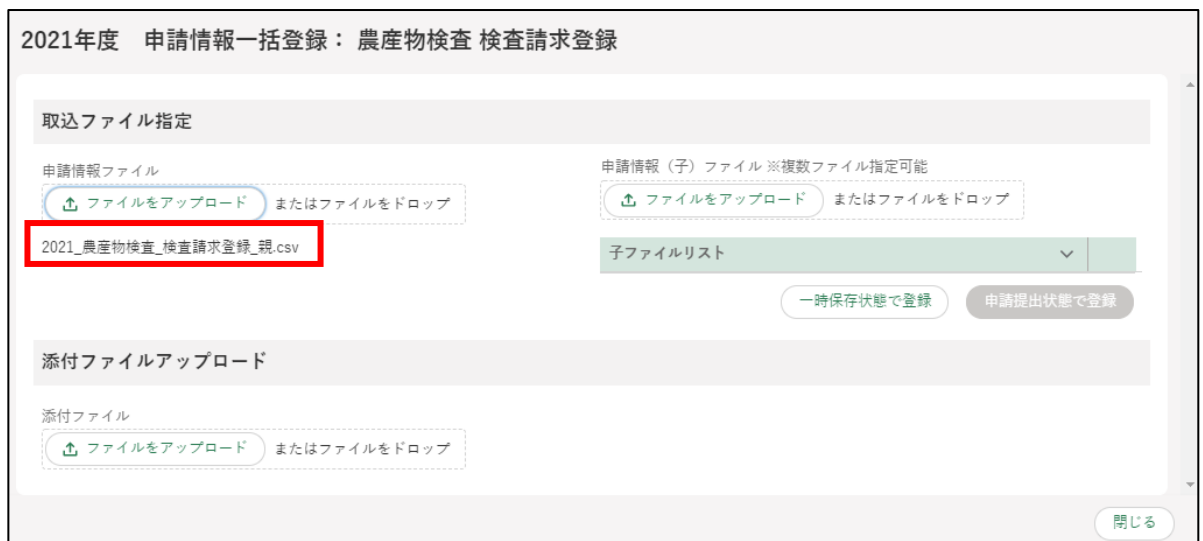 2021年度　申請情報一括登録： 農産物検査 検査請求登録
取込ファイル指定
申請情報ファイル
ファイルをアップロード またはファイルをドロップ
2021_農産物検査_検査請求登録_親.csv
申請情報（子）ファイル ※複数ファイル指定可能
ファイルをアップロード またはファイルをドロップ
子ファイルリスト
一時保存状態で登録 申請提出状態で登録
添付ファイルアップロード
添付ファイル
ファイルをアップロード またはファイルをドロップ
閉じる